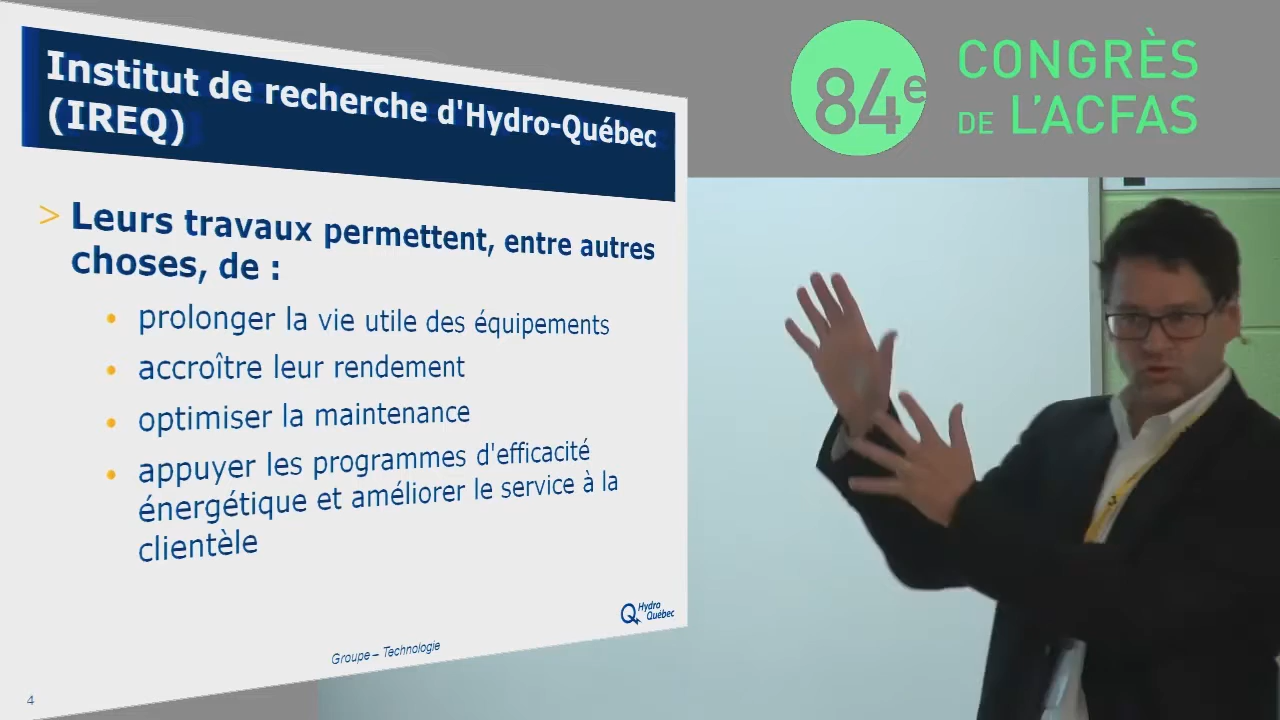 Institut de recherche d'Hydro-Québec
(IREQ)
> Leurs travaux permettent, entre autres
choses, de :
• prolonger la vie utile des équipements
• accroître leur rendement
• optimiser la maintenance
• appuyer les programmes d'efficacité
énergétique et améliorer le service à la
clientèle
Hydro
Québec
Groupe – Technologie
4
84e
CONGRÈS
DE L'ACFAS